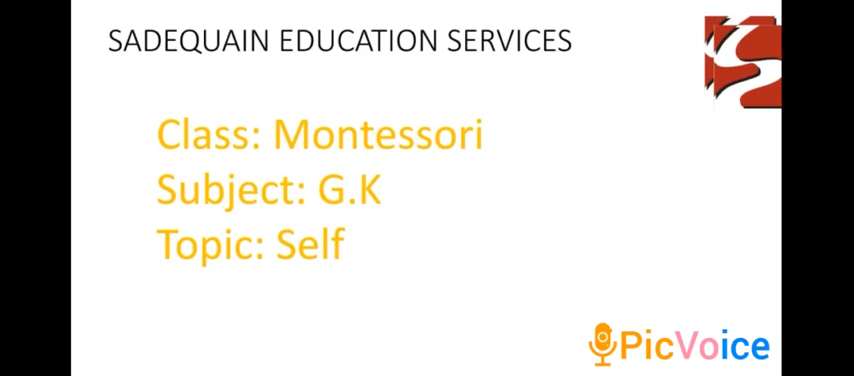 SADEQUAIN EDUCATION SERVICES
Class: Montessori
Subject: G.K
Topic: Self
PicVoice